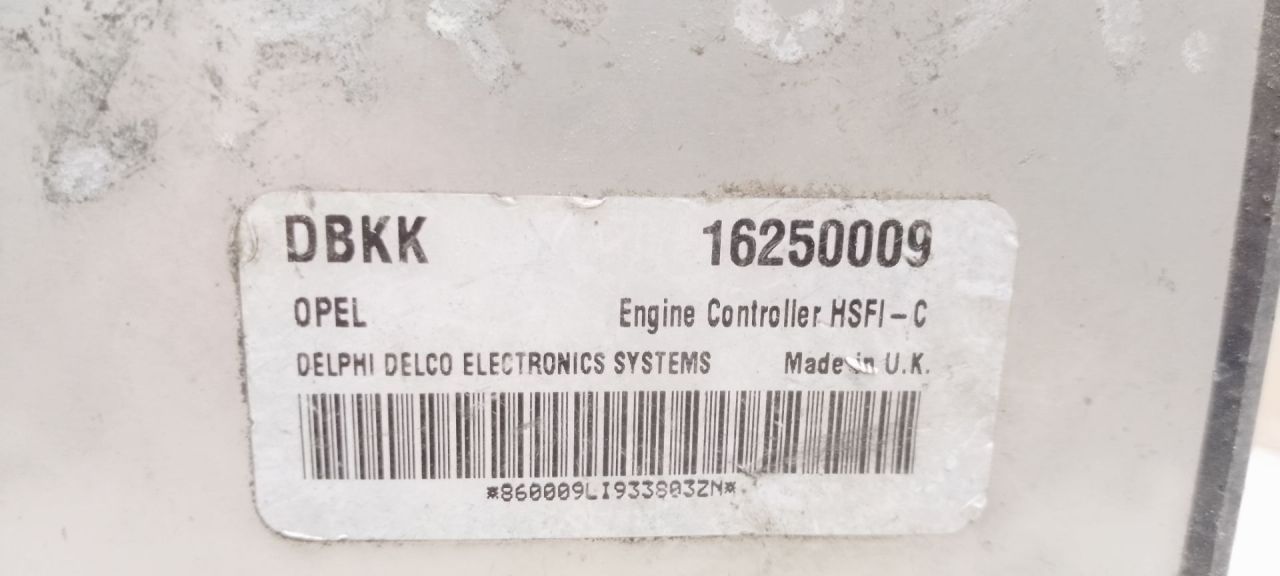 DBKK 16250009
OPEL Engine Controller HSFI-C
DELPHI DELCO ELECTRONICS SYSTEMS Made in U.K.
*860009LI933803ZN*